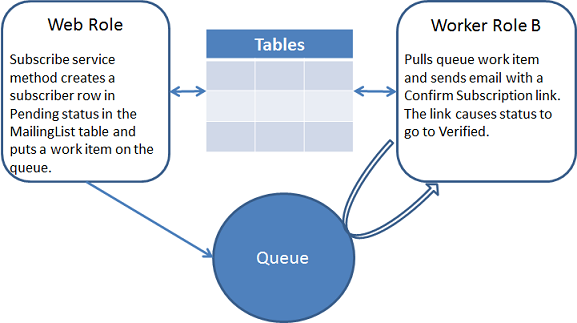 Web Role
Subscribe service
method creates a
subscriber row in
Pending status in the
MailingList table and
puts a work item on the
queue.
Tables
Worker Role B
Pulls queue work item
and sends email with a
Confirm Subscription link.
The link causes status to
go to Verified.
Queue